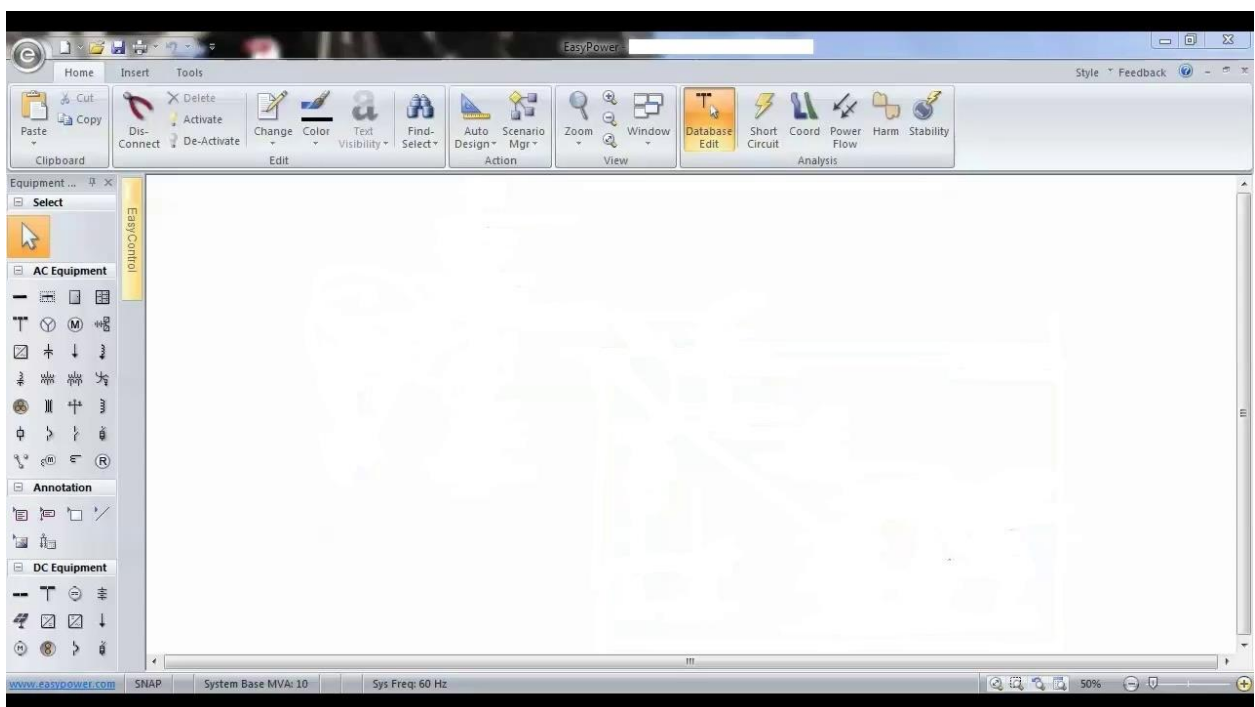 EasyPower -
Home Insert Tools
Style Feedback
Paste
Cut
Copy
Clipboard
Dis-
Connect
Delete
Activate
De-Activate
Change
Color
Text
Visibility
Find-
Select
Edit
Auto
Design
Scenario
Mgr
Action
Zoom
Window
View
Database
Edit
Short
Circuit
Coord
Power
Flow
Harm
Stability
Analysis
Equipment ...
Select
EasyControl
AC Equipment
Annotation
DC Equipment
www.easypower.com SNAP System Base MVA: 10 Sys Freq: 60 Hz 50%